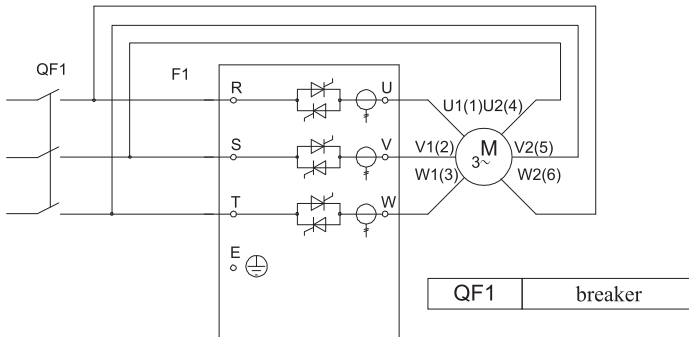 QF1
F1
R
U
U1(1)U2(4)
S
V
V1(2)
M
3~
V2(5)
W1(3)
W2(6)
T
W
E
QF1 breaker